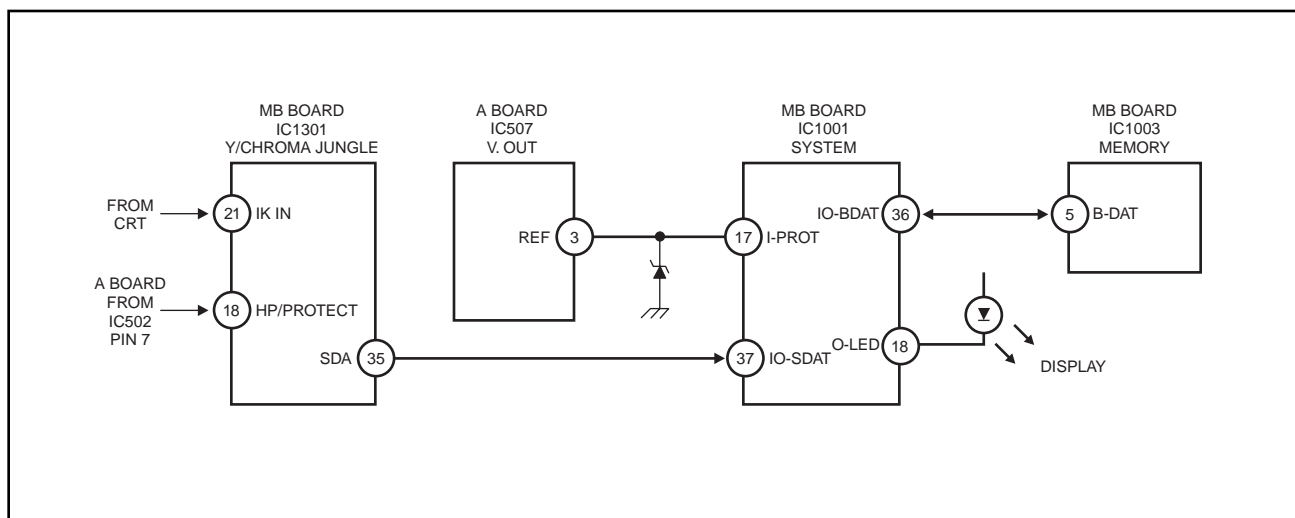 MB BOARD
IC1301
Y/CHROMA JUNGLE
A BOARD
IC507
V. OUT
MB BOARD
IC1001
SYSTEM
MB BOARD
IC1003
MEMORY
FROM
CRT
21 IK IN
A BOARD
FROM
IC502
PIN 7
18 HP/PROTECT
SDA 35
REF 3
17 I-PROT
37 IO-SDAT
IO-BDAT 36
O-LED 18
5 B-DAT
DISPLAY